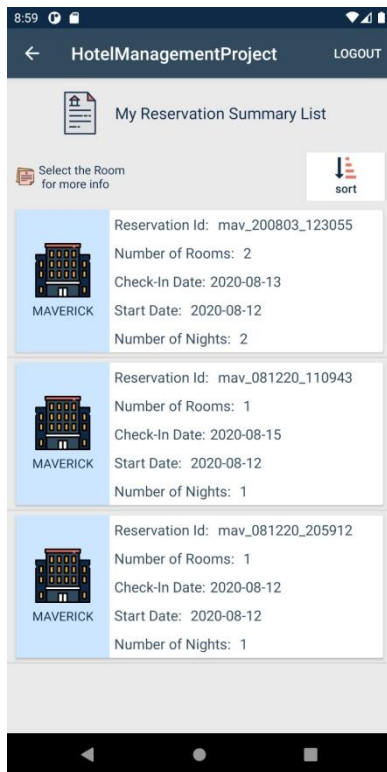 8:59
HotelManagementProject
LOGOUT
My Reservation Summary List
Select the Room
for more info
sort
MAVERICK
Reservation Id: mav_200803_123055
Number of Rooms: 2
Check-In Date: 2020-08-13
Start Date: 2020-08-12
Number of Nights: 2
MAVERICK
Reservation Id: mav_081220_110943
Number of Rooms: 1
Check-In Date: 2020-08-15
Start Date: 2020-08-12
Number of Nights: 1
MAVERICK
Reservation Id: mav_081220_205912
Number of Rooms: 1
Check-In Date: 2020-08-12
Start Date: 2020-08-12
Number of Nights: 1